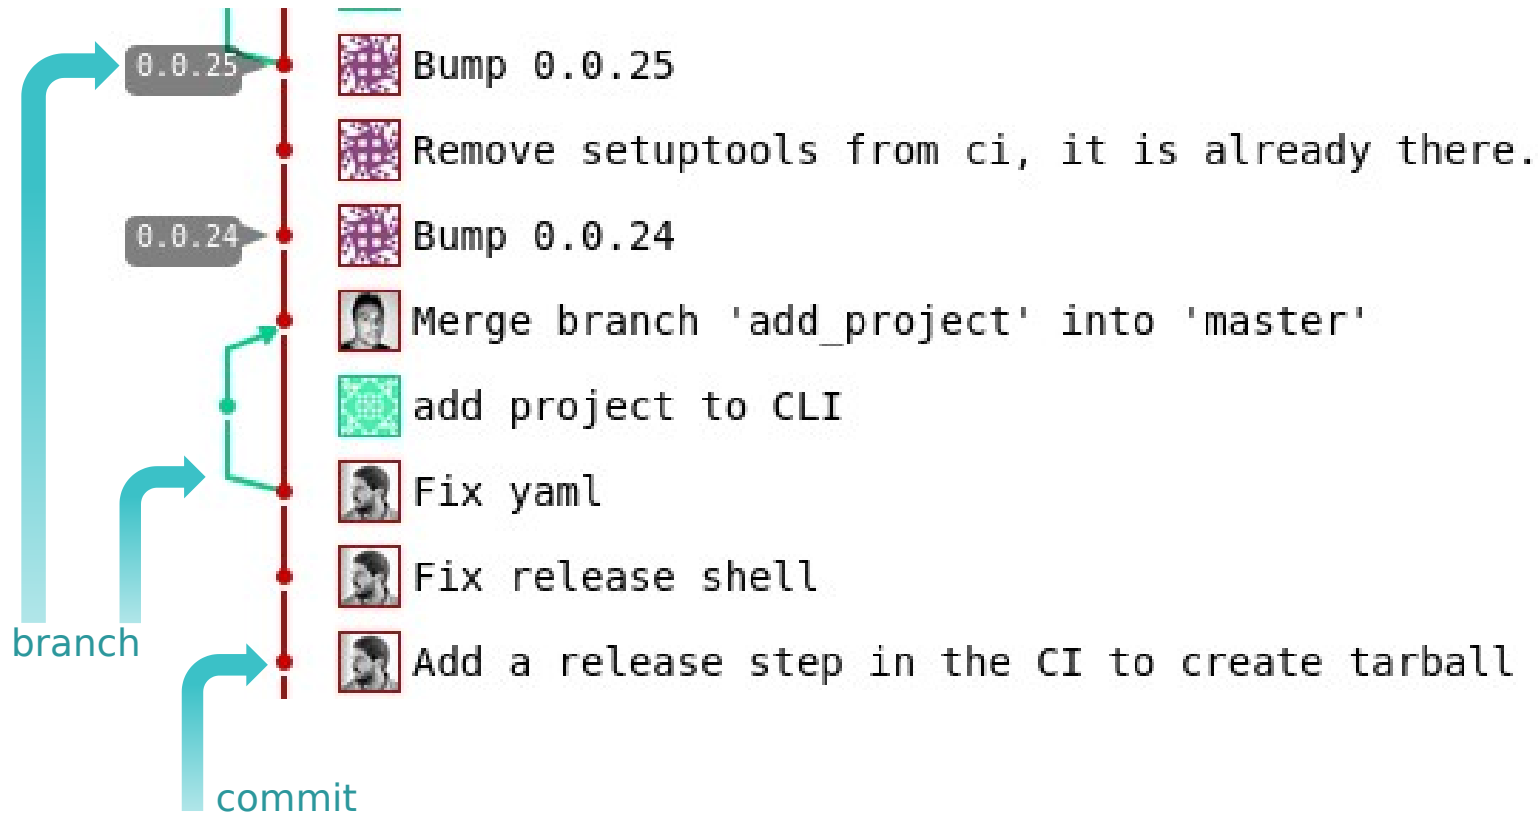 0.0.25 Bump 0.0.25
Remove setuptools from ci, it is already there.
0.0.24 Bump 0.0.24
Merge branch 'add_project' into 'master'
add project to CLI
Fix yaml
Fix release shell
branch
Add a release step in the CI to create tarball
commit